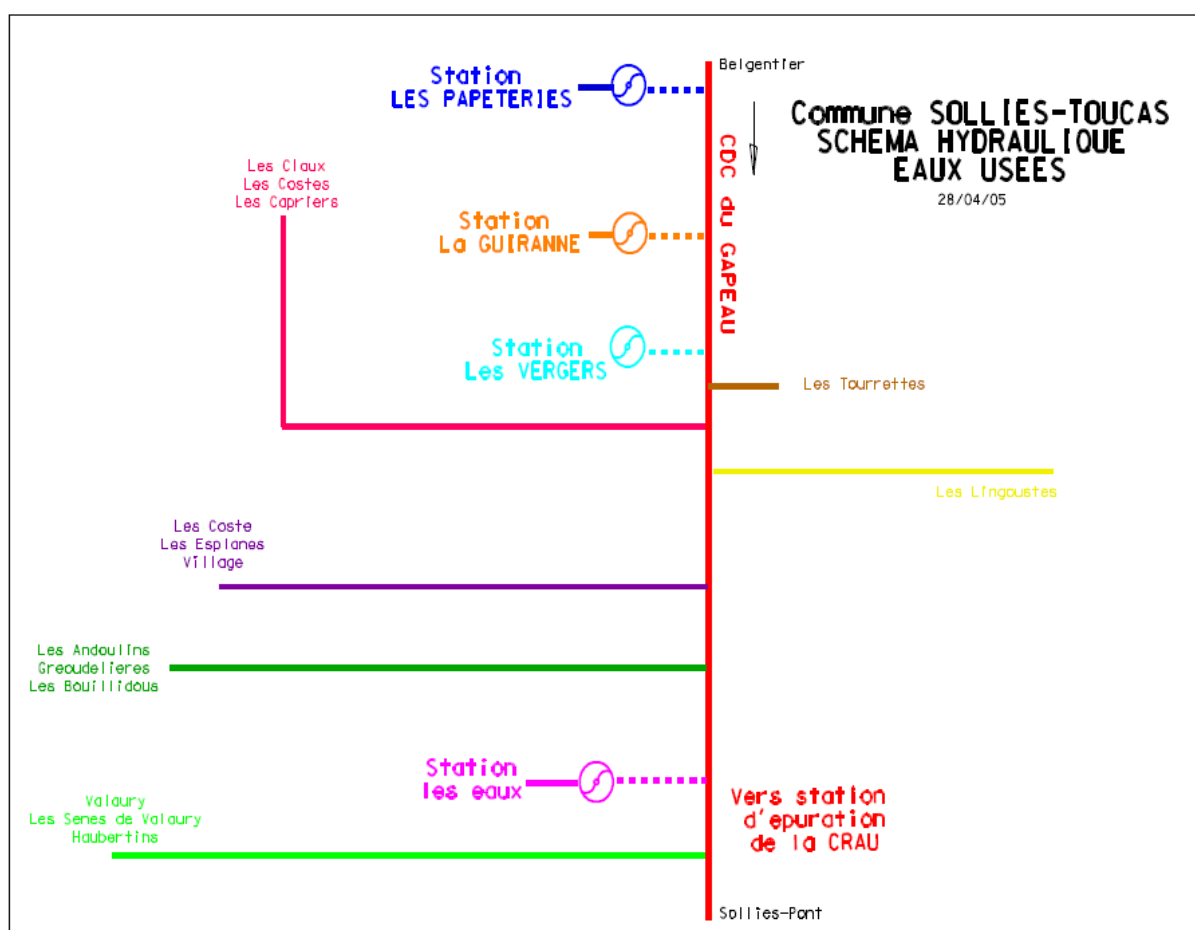 Belgentier
Station
LES PAPETERIES
Commune SOLLIES-TOUCAS
SCHEMA HYDRAULIQUE
EAUX USEES
28/04/05
CDC du GAPEAU
Les Claux
Les Costes
Les Capriers
Station
La GUIRANNE
Station
Les VERGERS
Les Tourrettes
Les Lingoustes
Les Coste
Les Esplanes
Village
Les Andoulins
Greoudelieres
Les Bouillidous
Station
les eaux
Vers station
d'epuration
de la CRAU
Valaury
Les Senes de Valaury
Haubertins
Sollies-Pont